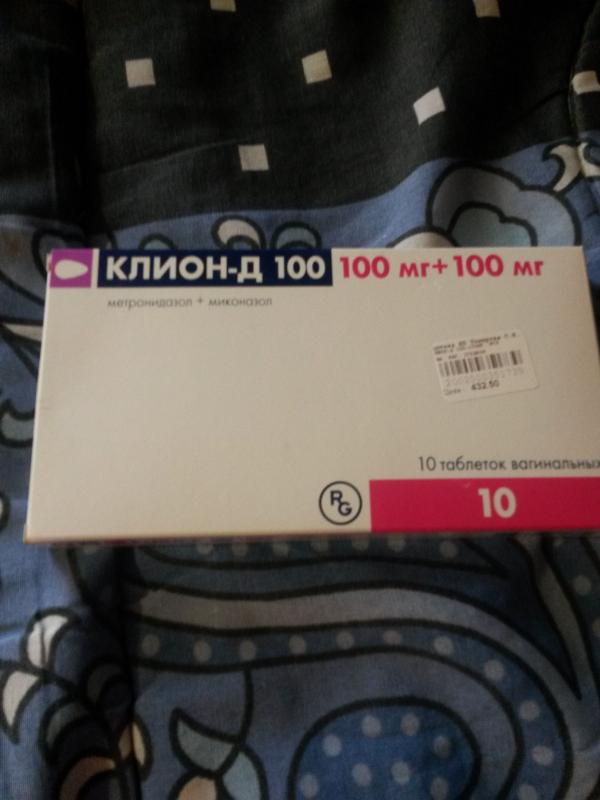 КЛИОН-Д 100 100 мг+100 мг
метронидазол + миконазол
432.50
10 таблеток вагинальных
RG
10